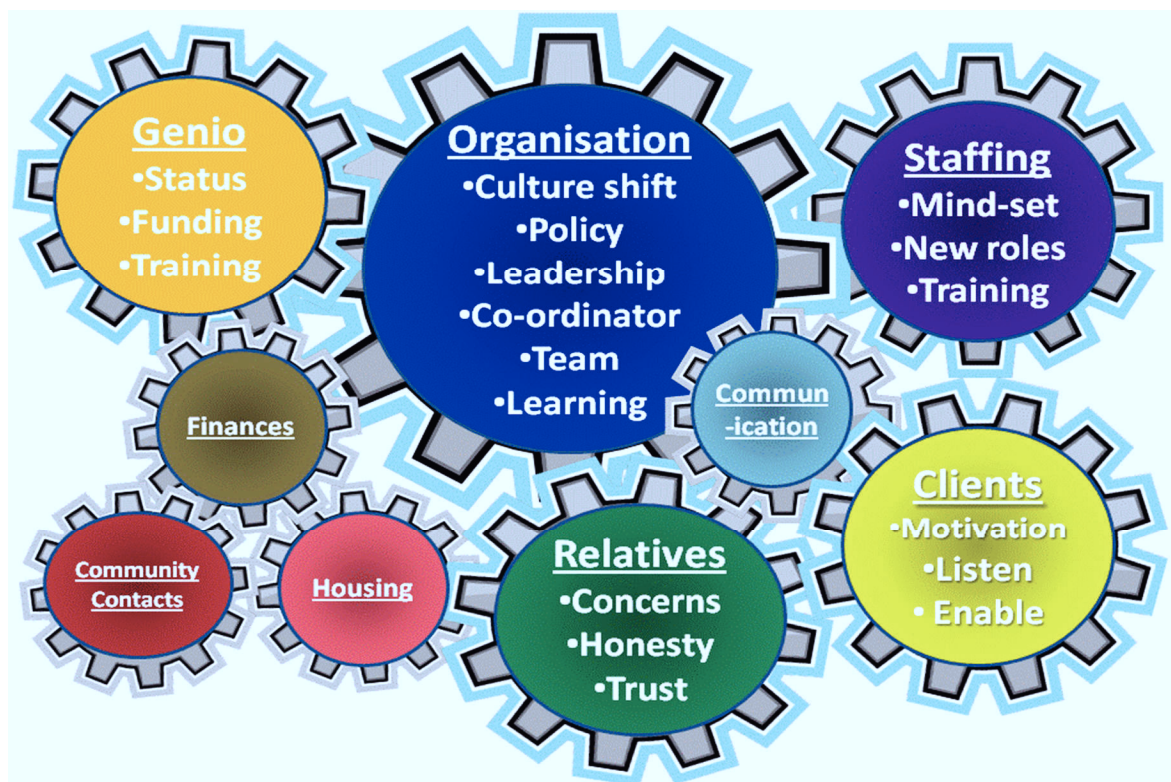 Genio
•Status
•Funding
•Training
Organisation
•Culture shift
•Policy
•Leadership
•Co-ordinator
•Team
•Learning
Staffing
•Mind-set
•New roles
•Training
Finances
Commun
-ication
Clients
•Motivation
•Listen
• Enable
Community
Contacts
Housing
Relatives
•Concerns
•Honesty
•Trust